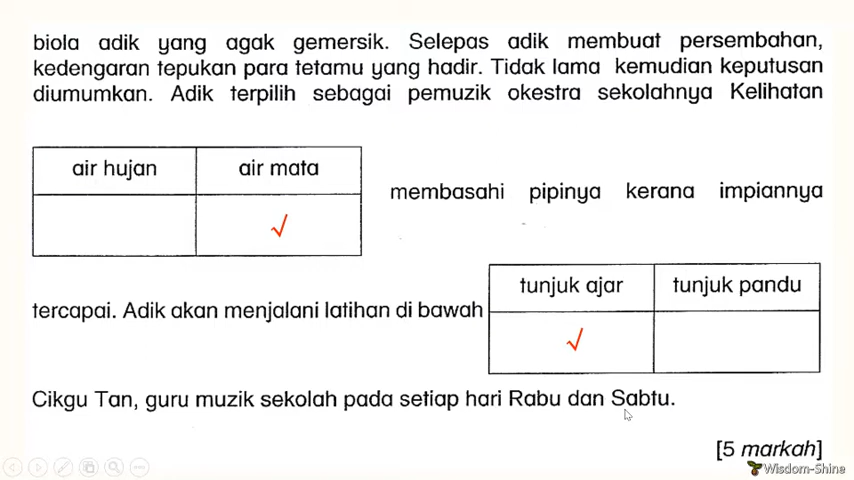 biola adik yang agak gemersik. Selepas adik membuat persembahan,
kedengaran tepukan para tetamu yang hadir. Tidak lama kemudian keputusan
diumumkan. Adik terpilih sebagai pemuzik okestra sekolahnya Kelihatan
air hujan air mata
√
membasahi pipinya kerana impiannya
tercapai. Adik akan menjalani latihan di bawah
tunjuk ajar tunjuk pandu
√
Cikgu Tan, guru muzik sekolah pada setiap hari Rabu dan Sabtu.
[5 markah]
Wisdom-Shine